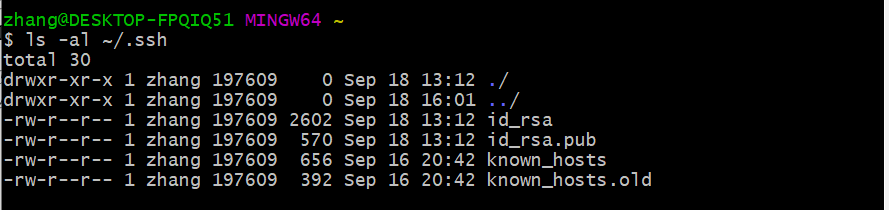 zhang@DESKTOP-FPQIQ51 MINGW64 ~
$ ls -al ~/.ssh
total 30
drwxr-xr-x 1 zhang 197609    0 Sep 18 13:12 ./
drwxr-xr-x 1 zhang 197609    0 Sep 18 16:01 ../
-rw-r--r-- 1 zhang 197609 2602 Sep 18 13:12 id_rsa
-rw-r--r-- 1 zhang 197609  570 Sep 18 13:12 id_rsa.pub
-rw-r--r-- 1 zhang 197609  656 Sep 16 20:42 known_hosts
-rw-r--r-- 1 zhang 197609  392 Sep 16 20:42 known_hosts.old